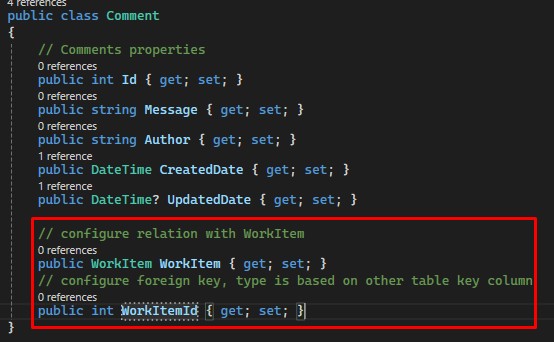 4 references
public class Comment
{
// Comments properties
0 references
public int Id { get; set; }
0 references
public string Message { get; set; }
0 references
public string Author { get; set; }
1 reference
public DateTime CreatedDate { get; set; }
1 reference
public DateTime? UpdatedDate { get; set; }
// configure relation with WorkItem
0 references
public WorkItem WorkItem { get; set; }
// configure foreign key, type is based on other table key column
0 references
public int WorkItemId { get; set; }
}